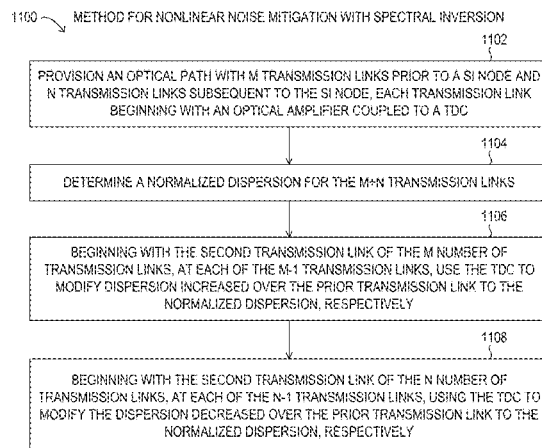 1100
METHOD FOR NONLINEAR NOISE MITIGATION WITH SPECTRAL INVERSION
1102
PROVISION AN OPTICAL PATH WITH M TRANSMISSION LINKS PRIOR TO A SI NODE AND
N TRANSMISSION LINKS SUBSEQUENT TO THE SI NODE, EACH TRANSMISSION LINK
BEGINNING WITH AN OPTICAL AMPLIFIER COUPLED TO A TDC
1104
DETERMINE A NORMALIZED DISPERSION FOR THE M+N TRANSMISSION LINKS
1106
BEGINNING WITH THE SECOND TRANSMISSION LINK OF THE M NUMBER OF
TRANSMISSION LINKS, AT EACH OF THE M-1 TRANSMISSION LINKS, USE THE TDC TO
MODIFY DISPERSION INCREASED OVER THE PRIOR TRANSMISSION LINK TO THE
NORMALIZED DISPERSION, RESPECTIVELY
1108
BEGINNING WITH THE SECOND TRANSMISSION LINK OF THE N NUMBER OF
TRANSMISSION LINKS, AT EACH OF THE N-1 TRANSMISSION LINKS, USING THE TDC TO
MODIFY THE DISPERSION DECREASED OVER THE PRIOR TRANSMISSION LINK TO THE
NORMALIZED DISPERSION, RESPECTIVELY